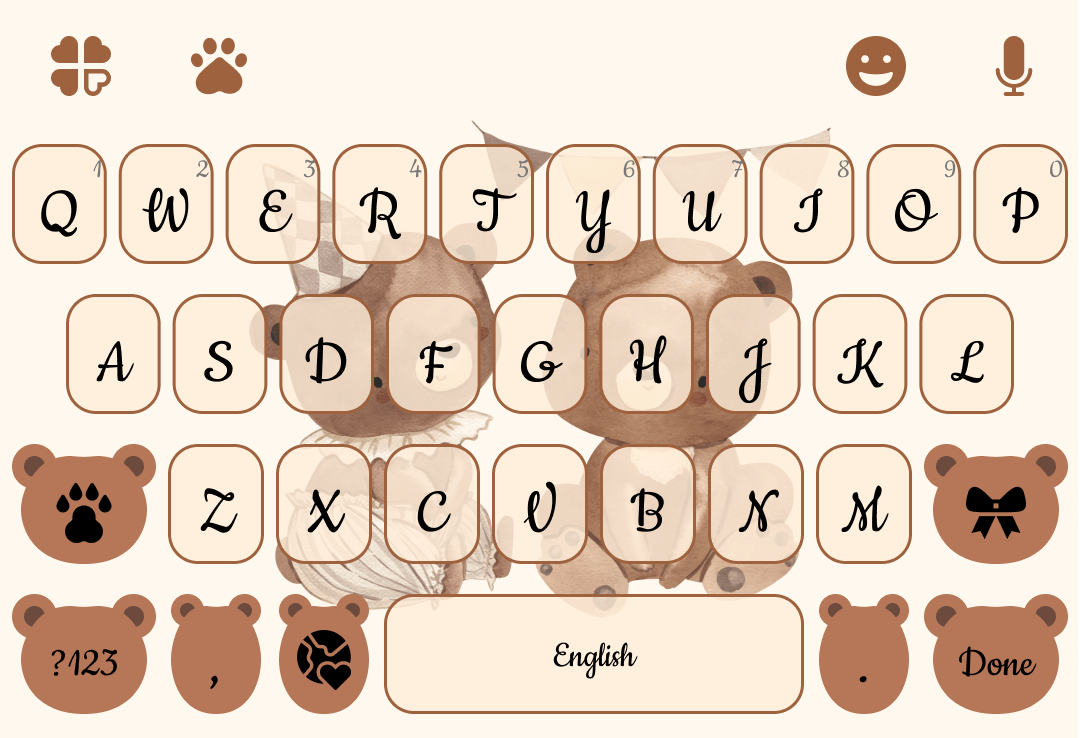 1 2 3 4 5 6 7 8 9 0
Q W E R T Y U I O P
A S D F G H J K L
Z X C V B N M
?123 , English . Done